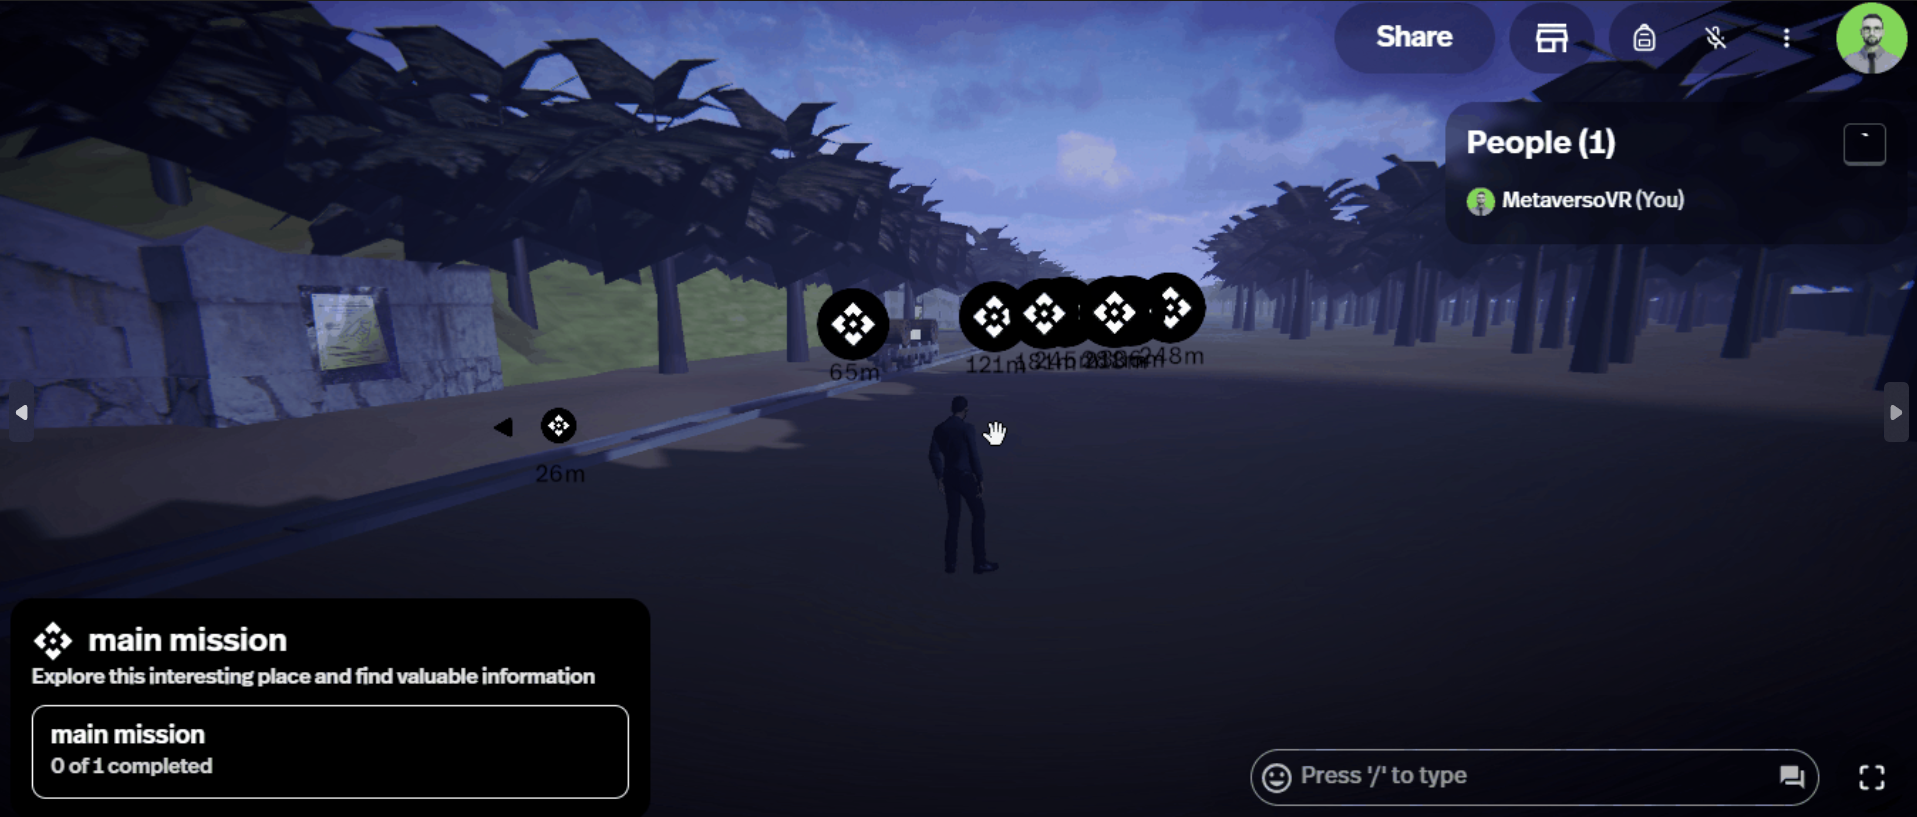 Share
People (1)
MetaversoVR (You)
65m
121m
248m
26m
main mission
Explore this interesting place and find valuable information
main mission
0 of 1 completed
Press '/' to type